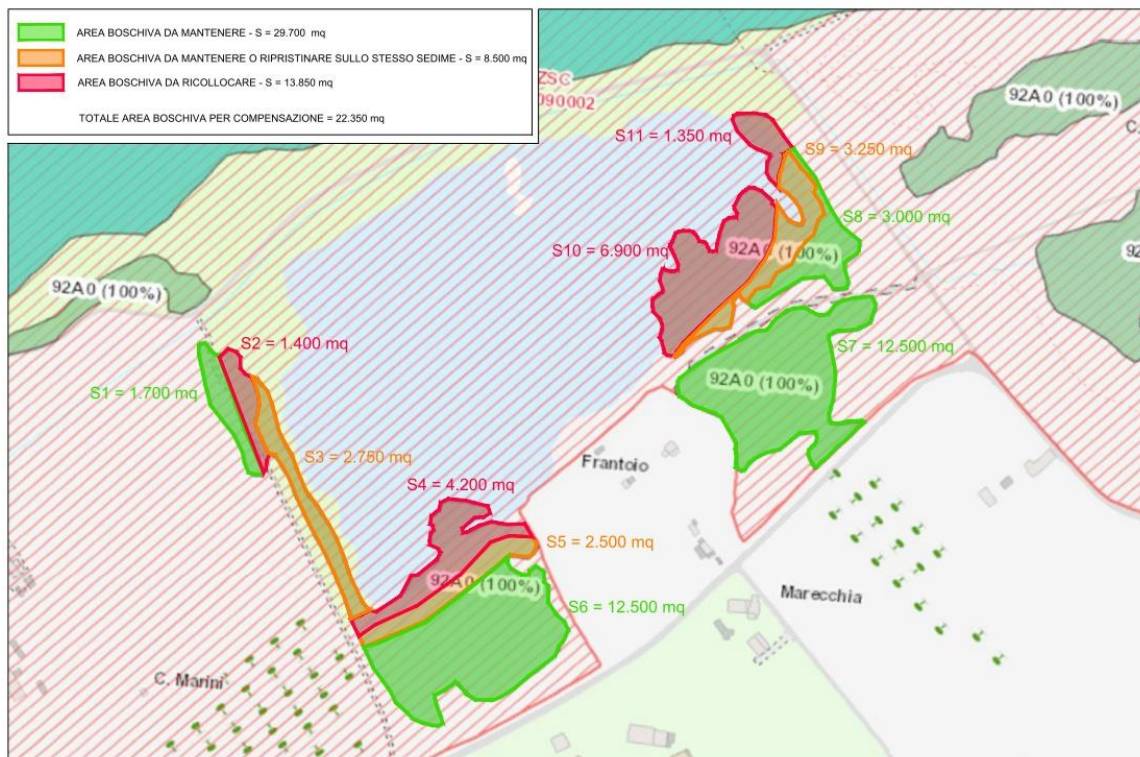 AREA BOSCHIVA DA MANTENERE - S = 29.700 mq
AREA BOSCHIVA DA MANTENERE O RIPRISTINARE SULLO STESSO SEDIME - S = 8.500 mq
AREA BOSCHIVA DA RICOLLOCARE - S = 13.850 mq
TOTALE AREA BOSCHIVA PER COMPENSAZIONE = 22.350 mq
ZSC
090002
92A0 (100%)
C.
S11 = 1.350 mq
S9 = 3.250 mq
S8 = 3.000 mq
S10 = 6.900 mq
92A0 (100%)
92
92A0 (100%)
S2 = 1.400 mq
S7 = 12.500 mq
S1 = 1.700 mq
92A0 (100%)
S3 = 2.750 mq
Frantoio
S4 = 4.200 mq
S5 = 2.500 mq
92A0 (100%)
S6 = 12.500 mq
Marecchia
C. Marini